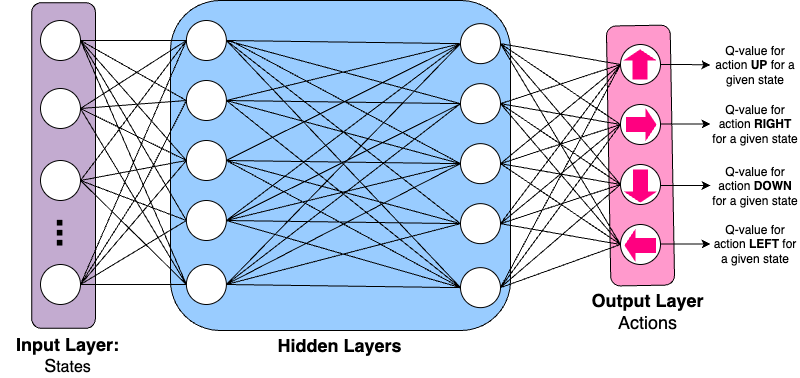 Q-value for
action UP for a
given state
Q-value for
action RIGHT
for a given state
Q-value for
action DOWN
for a given state
Q-value for
action LEFT for
a given state
Input Layer:
States
Hidden Layers
Output Layer
Actions